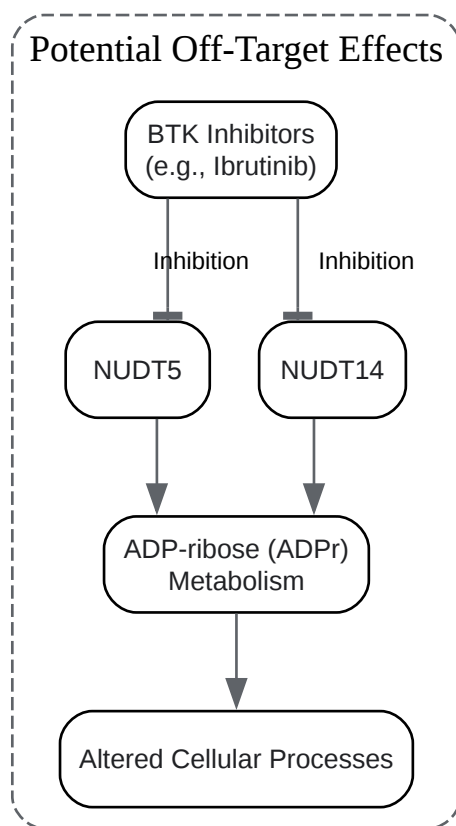 Potential Off-Target Effects
BTK Inhibitors
(e.g., Ibrutinib)
Inhibition
Inhibition
NUDT5
NUDT14
ADP-ribose (ADPr)
Metabolism
Altered Cellular Processes